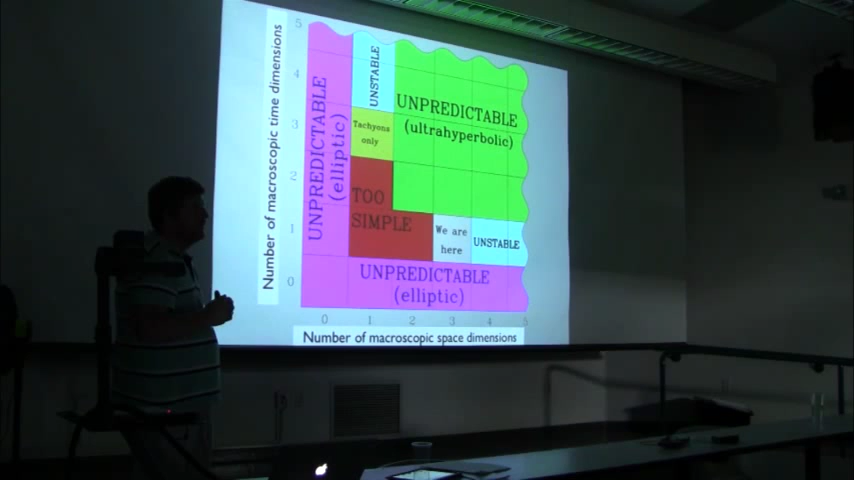 Number of macroscopic time dimensions
5
4
3
2
1
0
UNPREDICTABLE
(elliptic)
UNSTABLE
UNPREDICTABLE
(ultrahyperbolic)
Tachyons
only
TOO
SIMPLE
We are
here
UNSTABLE
UNPREDICTABLE
(elliptic)
0 1 2 3 4 5
Number of macroscopic space dimensions